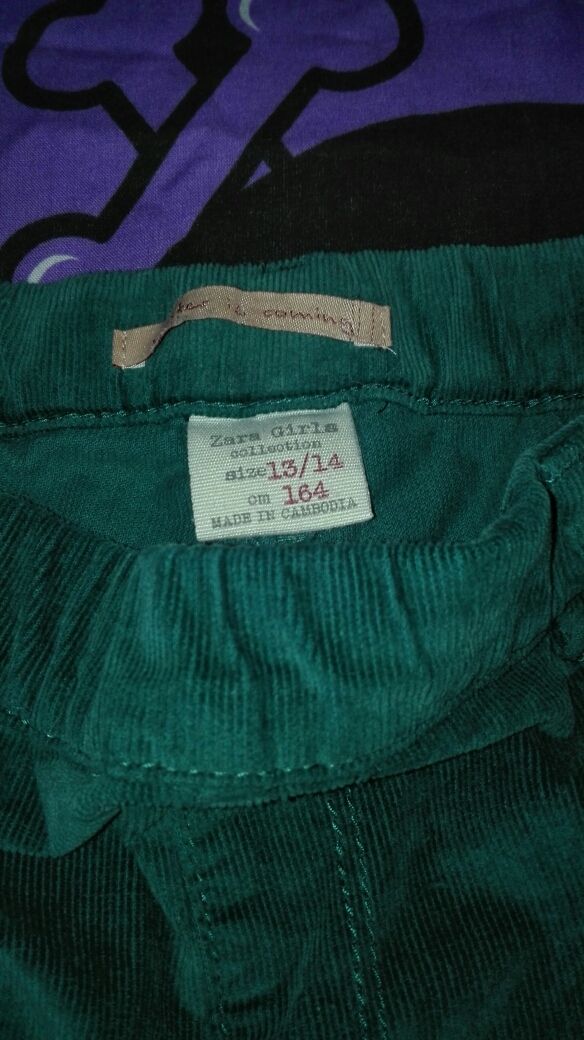 is coming
Zara Girls
collection
size 13/14
cm 164
MADE IN CAMBODIA